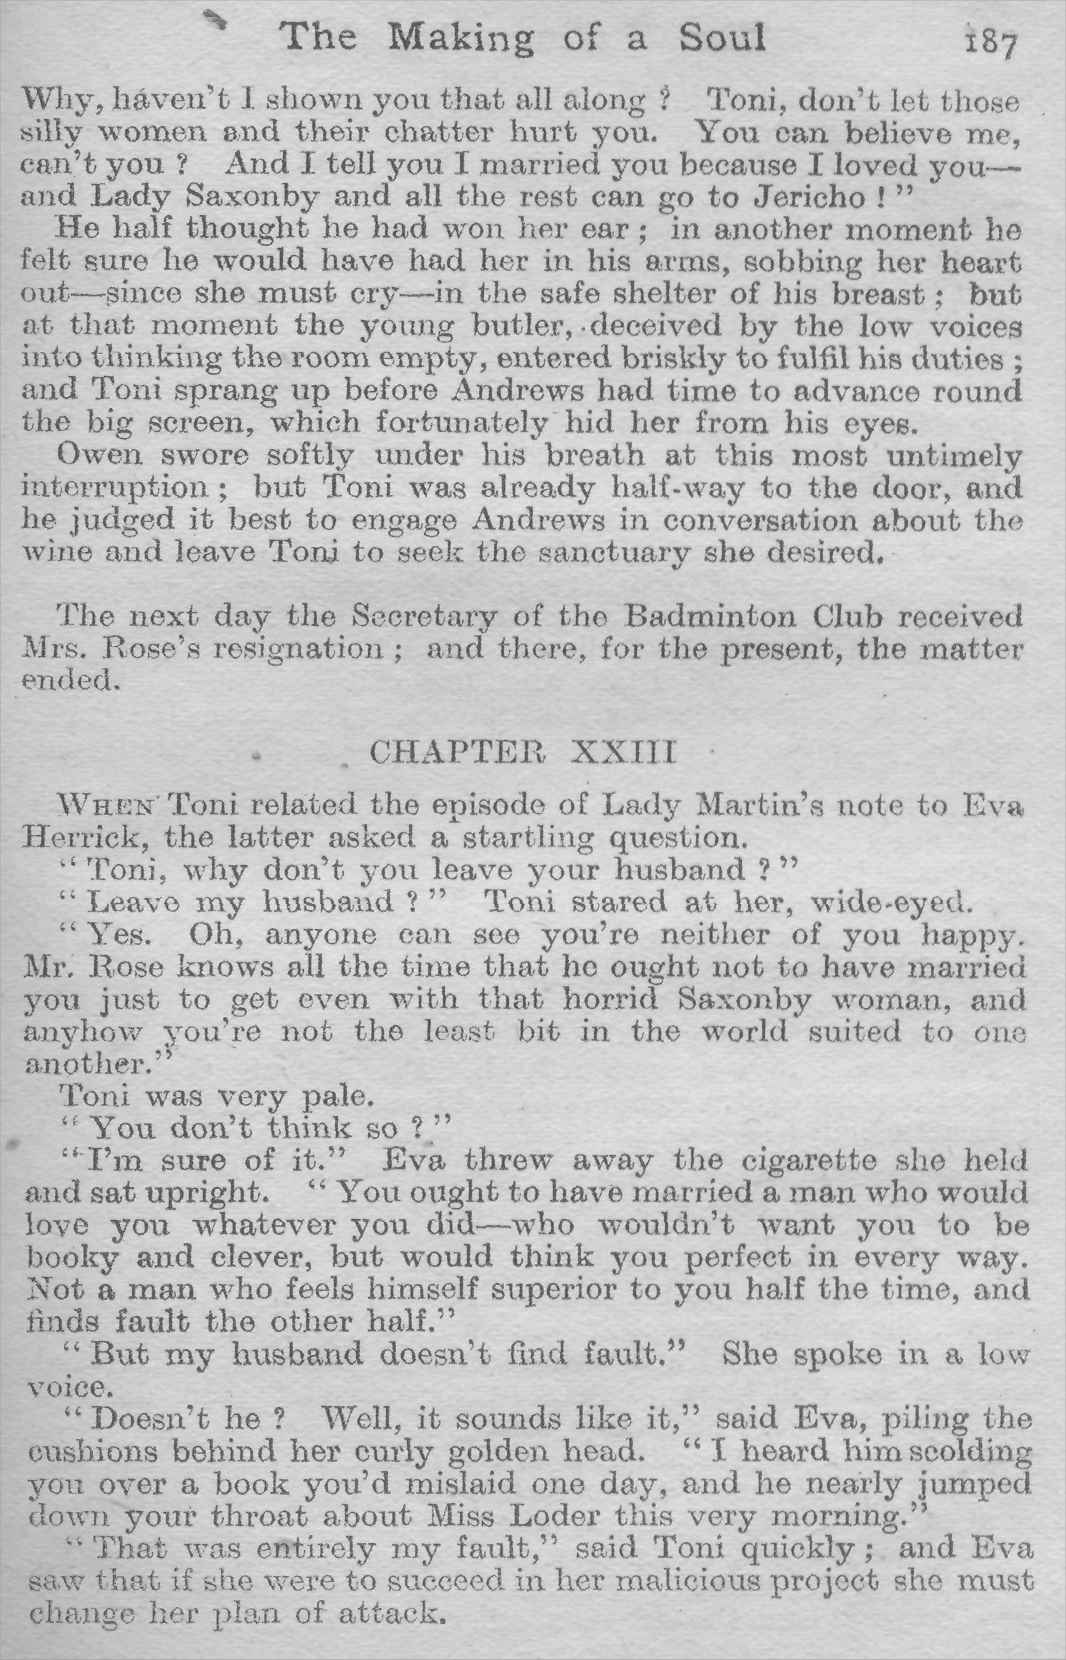 The Making of a Soul 187
Why, haven't I shown you that all along ? Toni, don't let those
silly women and their chatter hurt you. You can believe me,
can't you ? And I tell you I married you because I loved you—
and Lady Saxonby and all the rest can go to Jericho ! "
He half thought he had won her ear ; in another moment he
felt sure he would have had her in his arms, sobbing her heart
out—since she must cry—in the safe shelter of his breast ; but
at that moment the young butler, deceived by the low voices
into thinking the room empty, entered briskly to fulfil his duties ;
and Toni sprang up before Andrews had time to advance round
the big screen, which fortunately hid her from his eyes.
Owen swore softly under his breath at this most untimely
interruption ; but Toni was already half-way to the door, and
he judged it best to engage Andrews in conversation about the
wine and leave Toni to seek the sanctuary she desired.
The next day the Secretary of the Badminton Club received
Mrs. Rose's resignation ; and there, for the present, the matter
ended.
CHAPTER XXIII
WHEN Toni related the episode of Lady Martin's note to Eva
Herrick, the latter asked a startling question.
" Toni, why don't you leave your husband ? "
" Leave my husband ? " Toni stared at her, wide-eyed.
" Yes. Oh, anyone can see you're neither of you happy.
Mr. Rose knows all the time that he ought not to have married
you just to get even with that horrid Saxonby woman, and
anyhow you're not the least bit in the world suited to one
another."
Toni was very pale.
" You don't think so ? "
" I'm sure of it." Eva threw away the cigarette she held
and sat upright. " You ought to have married a man who would
love you whatever you did—who wouldn't want you to be
booky and clever, but would think you perfect in every way.
Not a man who feels himself superior to you half the time, and
finds fault the other half."
" But my husband doesn't find fault." She spoke in a low
voice.
" Doesn't he ? Well, it sounds like it," said Eva, piling the
cushions behind her curly golden head. " I heard him scolding
you over a book you'd mislaid one day, and he nearly jumped
down your throat about Miss Loder this very morning."
" That was entirely my fault," said Toni quickly ; and Eva
saw that if she were to succeed in her malicious project she must
change her plan of attack.